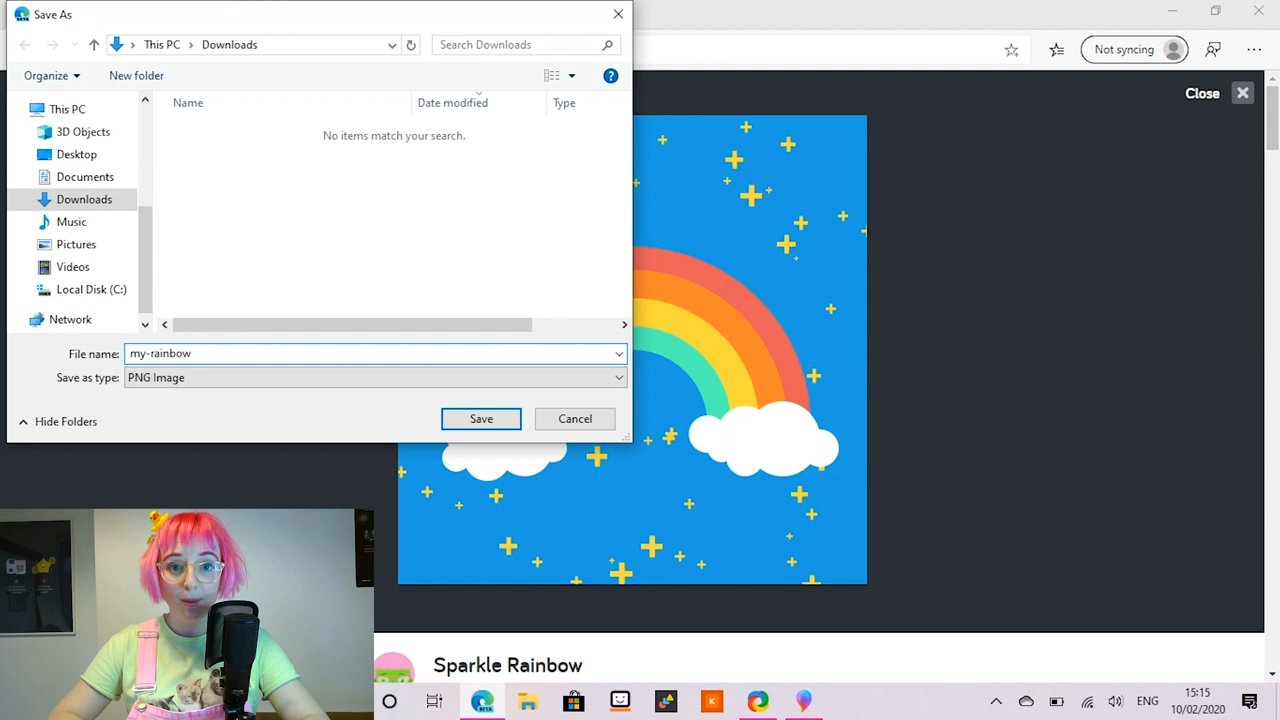 Save As
This PC
Downloads
Search Downloads
Not syncing
Organize
New folder
?
Close
Name
Date modified
Type
No items match your search.
This PC
3D Objects
Desktop
Documents
Downloads
Music
Pictures
Videos
Local Disk (C:)
Network
File name:
my-rainbow
Save as type:
PNG Image
Save
Cancel
Hide Folders
Sparkle Rainbow
BETA
K
ENG
15:15
10/02/2020